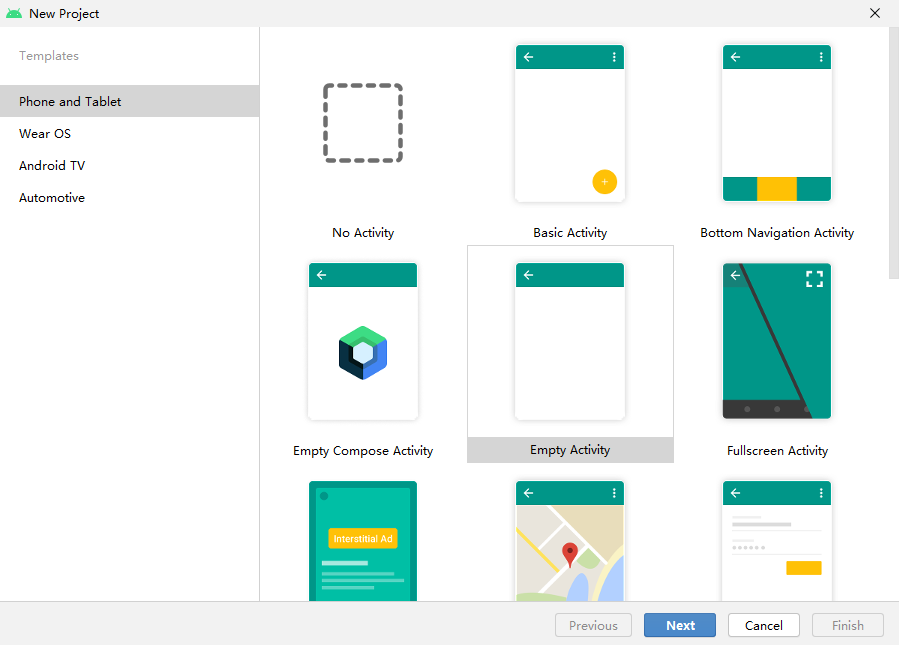 New Project
Templates
Phone and Tablet
Wear OS
Android TV
Automotive
No Activity
Basic Activity
Bottom Navigation Activity
Empty Compose Activity
Empty Activity
Fullscreen Activity
Interstitial Ad
Previous
Next
Cancel
Finish